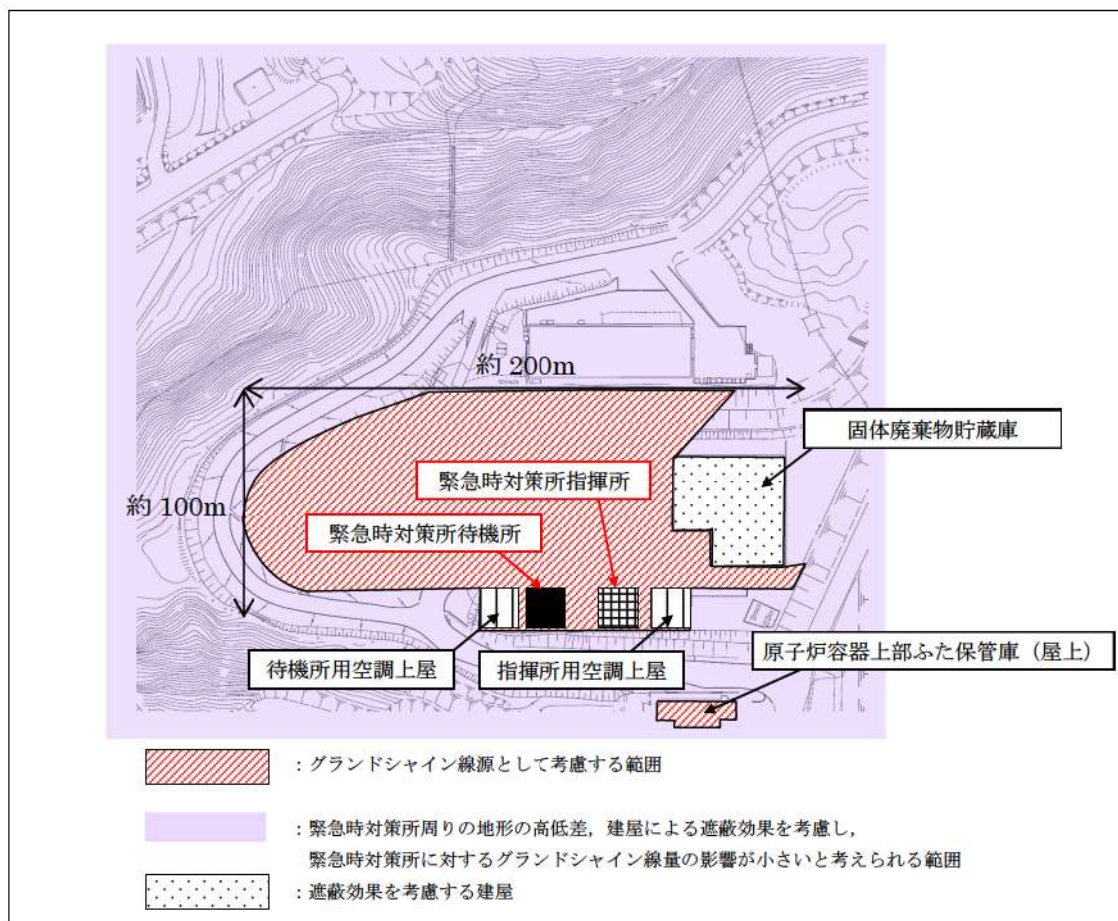 約 200m
固体廃棄物貯蔵庫
緊急時対策所指揮所
約 100m
緊急時対策所待機所
待機所用空調上屋
指揮所用空調上屋
原子炉容器上部ふた保管庫（屋上）
：グランドシャイン線源として考慮する範囲
：緊急時対策所周りの地形の高低差，建屋による遮蔽効果を考慮し，
緊急時対策所に対するグランドシャイン線量の影響が小さいと考えられる範囲
：遮蔽効果を考慮する建屋